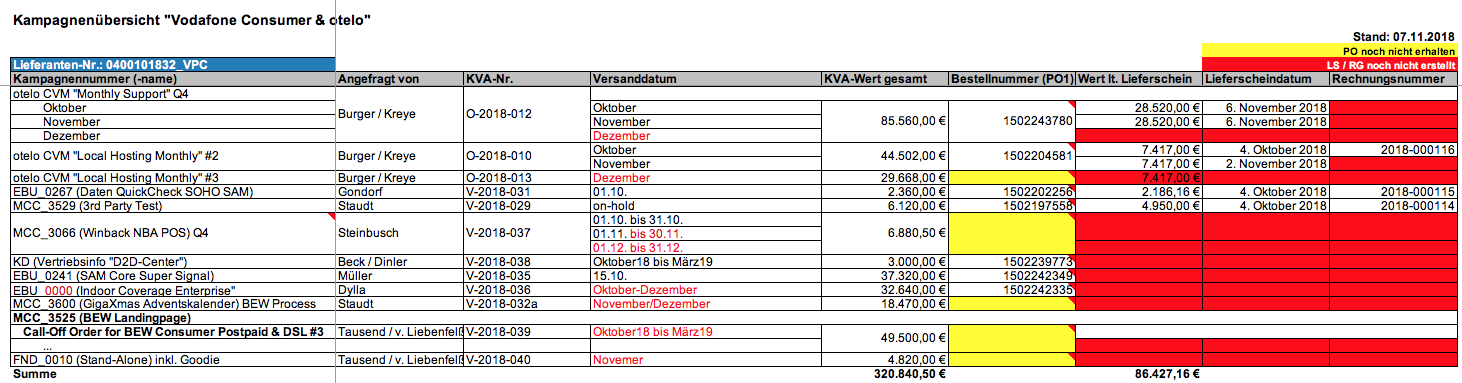 Kampagnenübersicht "Vodafone Consumer & otelo"
Stand: 07.11.2018
PO noch nicht erhalten
Lieferanten-Nr.: 0400101832_VPC LS / RG noch nicht erstellt
Kampagnennummer (-name) Angefragt von KVA-Nr. Versanddatum KVA-Wert gesamt Bestellnummer (PO1) Wert lt. Lieferschein Lieferscheindatum Rechnungsnummer
otelo CVM "Monthly Support" Q4 Burger / Kreye O-2018-012 85.560,00 € 1502243780
Oktober Oktober 28.520,00 € 6. November 2018
November November 28.520,00 € 6. November 2018
Dezember Dezember
otelo CVM "Local Hosting Monthly" #2 Burger / Kreye O-2018-010 Oktober 44.502,00 € 1502204581 7.417,00 € 4. Oktober 2018 2018-000116
November 7.417,00 € 2. November 2018
otelo CVM "Local Hosting Monthly" #3 Burger / Kreye O-2018-013 Dezember 29.668,00 € 7.417,00 €
EBU_0267 (Daten QuickCheck SOHO SAM) Gondorf V-2018-031 01.10. 2.360,00 € 1502202256 2.186,16 € 4. Oktober 2018 2018-000115
MCC_3529 (3rd Party Test) Staudt V-2018-029 on-hold 6.120,00 € 1502197558 4.950,00 € 4. Oktober 2018 2018-000114
MCC_3066 (Winback NBA POS) Q4 Steinbusch V-2018-037 01.10. bis 31.10. 6.880,50 €
01.11. bis 30.11.
01.12. bis 31.12.
KD (Vertriebsinfo "D2D-Center") Beck / Dinler V-2018-038 Oktober18 bis März19 3.000,00 € 1502239773
EBU_0241 (SAM Core Super Signal) Müller V-2018-035 15.10. 37.320,00 € 1502242349
EBU_0000 (Indoor Coverage Enterprise" Dylla V-2018-036 Oktober-Dezember 32.640,00 € 1502242335
MCC_3600 (GigaXmas Adventskalender) BEW Process Staudt V-2018-032a November/Dezember 18.470,00 €
MCC_3525 (BEW Landingpage)
Call-Off Order for BEW Consumer Postpaid & DSL #3 Tausend / v. Liebenfelß V-2018-039 Oktober18 bis März19 49.500,00 €
...
FND_0010 (Stand-Alone) inkl. Goodie Tausend / v. Liebenfelß V-2018-040 Novemer 4.820,00 €
Summe 320.840,50 € 86.427,16 €